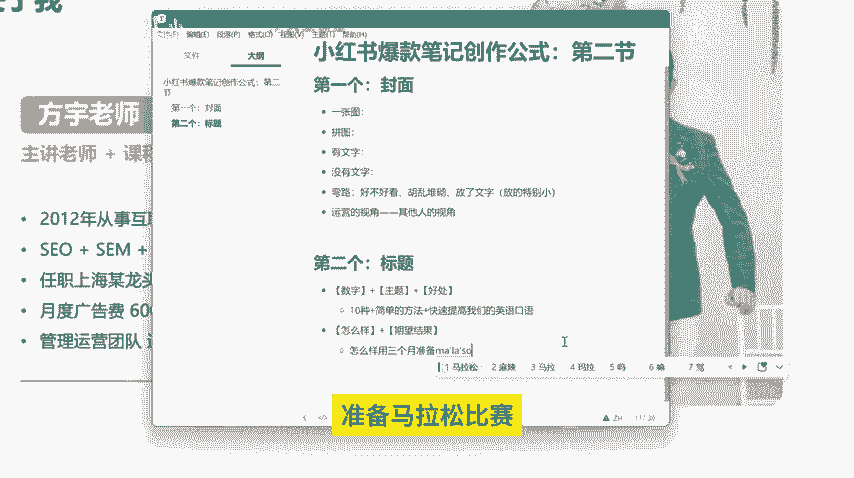 方宇老师
主讲老师 + 课程
• 2012年从事互联
• SEO + SEM +
• 任职上海某龙头
• 月度广告费 600
• 管理运营团队
文件(F) 编辑(E) 段落(P) 格式(O) 视图(V) 主题(T) 帮助(H)
文件 大纲
小红书爆款笔记创作公式：第二节
第一个：封面
第二个：标题
小红书爆款笔记创作公式：第二节
第一个：封面
• 一张图：
• 拼图：
• 有文字：
• 没有文字：
• 弯路：好不好看、胡乱堆砌、放了文字（放的特别小）
• 运营的视角——其他人的视角
第二个：标题
• 【数字】+【主题】+【好处】
○ 10种+简单的方法+快速提高我们的英语口语
• 【怎么样】+【期望结果】
○ 怎么样用三个月准备ma'la'so
1 马拉松 2 麻辣 3 马拉 4 玛拉 5 吗 6 嘛 7 骂
准备马拉松比赛